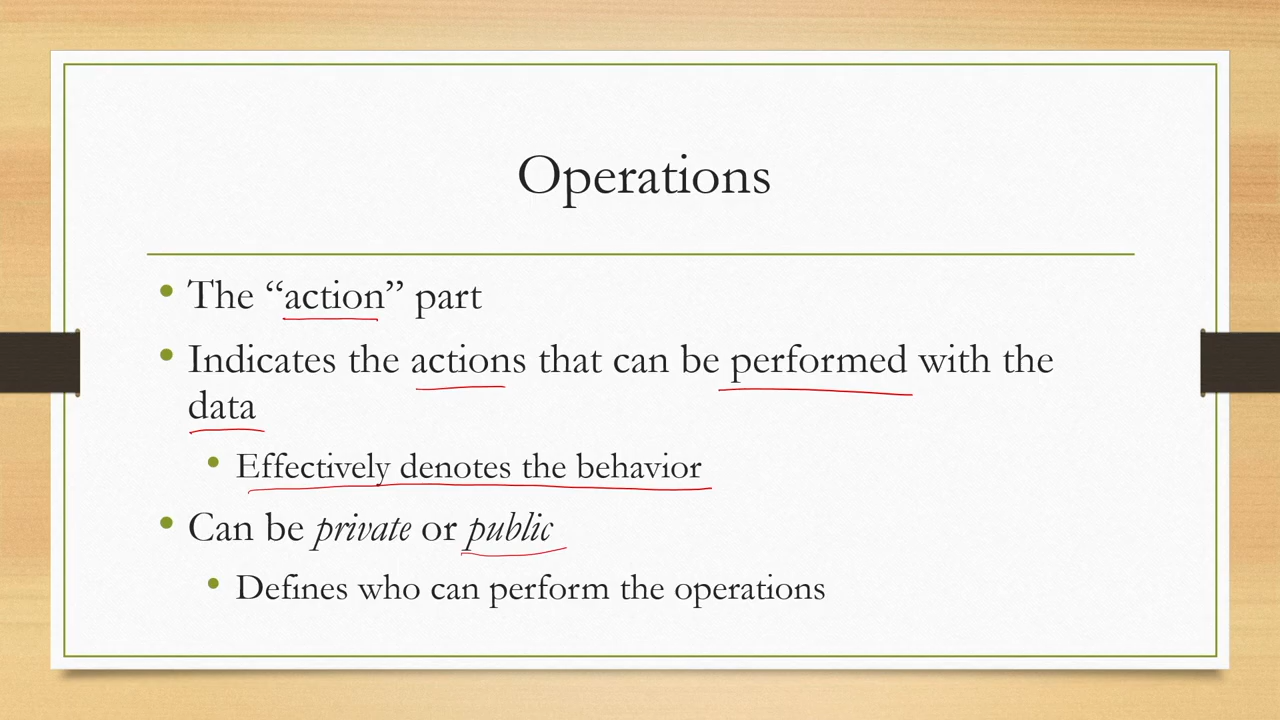 Operations
• The “action” part
• Indicates the actions that can be performed with the
data
• Effectively denotes the behavior
• Can be private or public
• Defines who can perform the operations